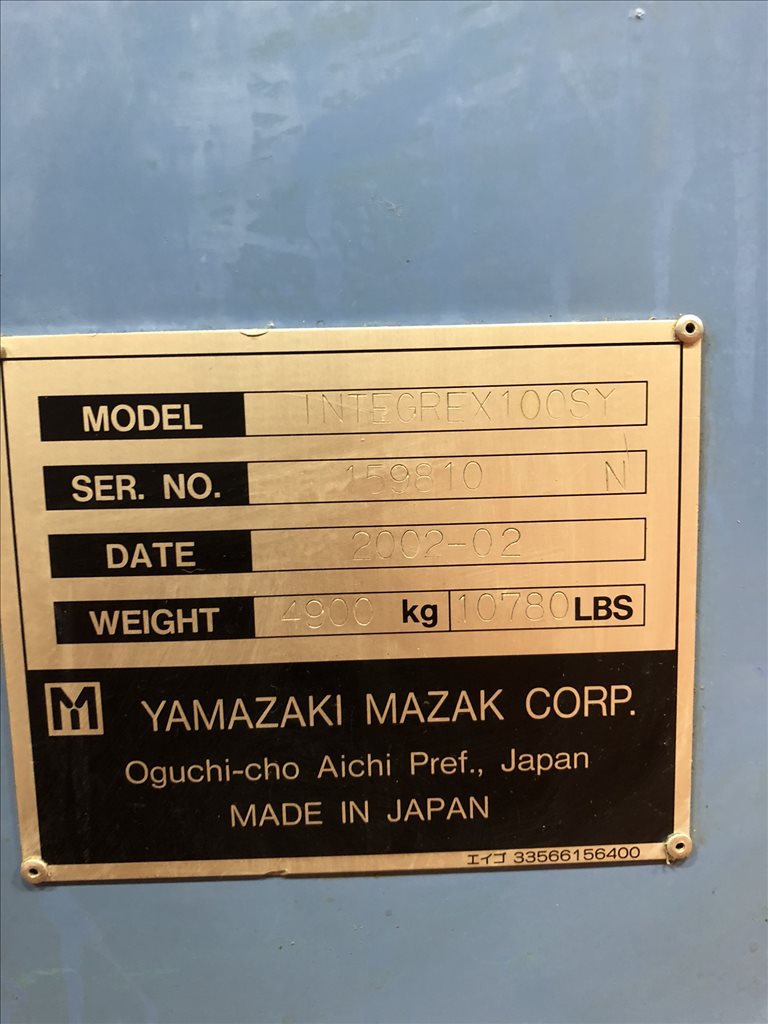 MODEL INTEGREX100SY
SER. NO. 159810 N
DATE 2002-02
WEIGHT 4900 kg 10780 LBS
M YAMAZAKI MAZAK CORP.
Oguchi-cho Aichi Pref., Japan
MADE IN JAPAN
エイゴ 33566156400